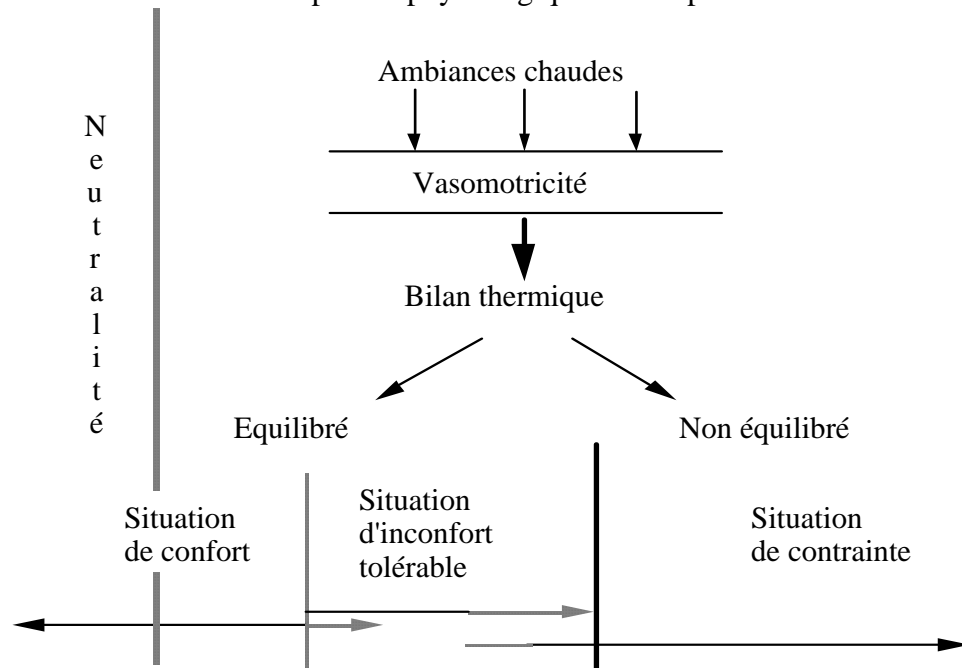 Ambiances chaudes
Neutralité
Vasomotricité
Bilan thermique
Equilibré
Non équilibré
Situation
de confort
Situation
d'inconfort
tolérable
Situation
de contrainte